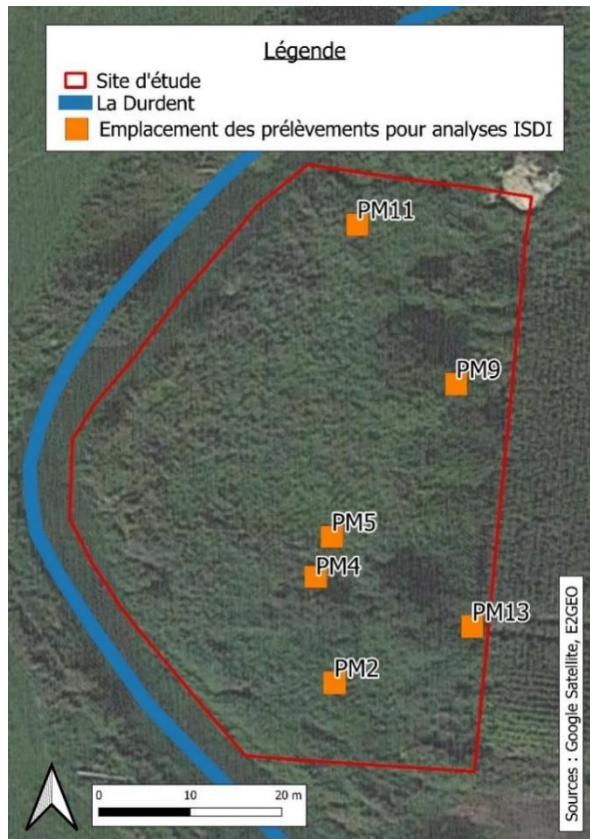 Légende
Site d'étude
La Durdent
Emplacement des prélèvements pour analyses ISDI
PM11
PM9
PM5
PM4
PM13
PM2
Sources : Google Satellite, E2GEO
0 10 20 m